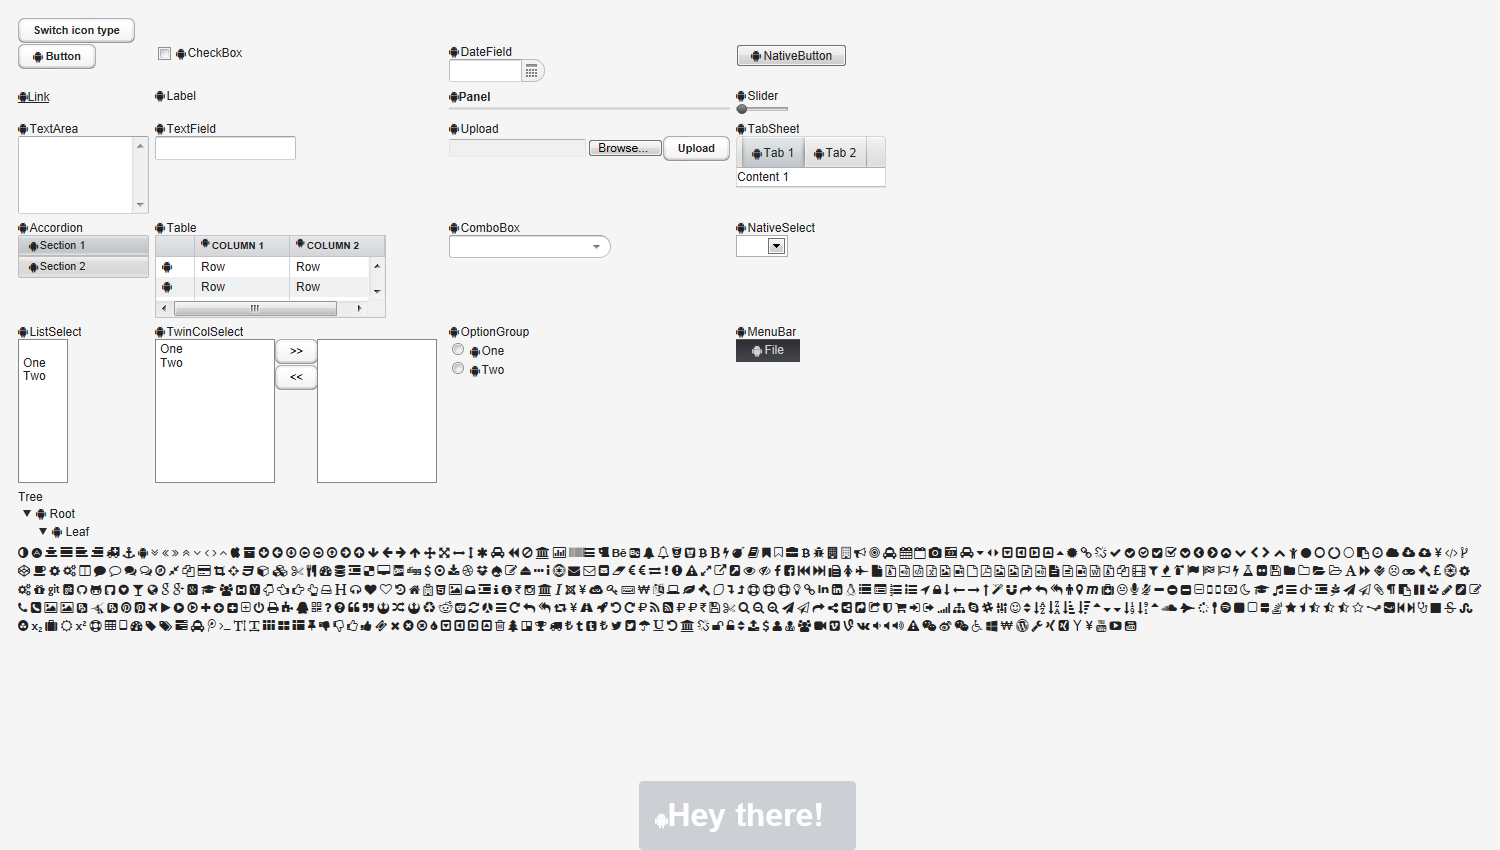 Switch icon type
Button
CheckBox
DateField
NativeButton
Link
Label
Panel
Slider
TextArea
TextField
Upload
Browse...
Upload
TabSheet
Tab 1
Tab 2
Content 1
Accordion
Section 1
Section 2
Table
COLUMN 1
COLUMN 2
Row
Row
Row
Row
ComboBox
NativeSelect
ListSelect
One
Two
TwinColSelect
One
Two
>>
<<
OptionGroup
One
Two
MenuBar
File
Tree
Root
Leaf
Hey there!